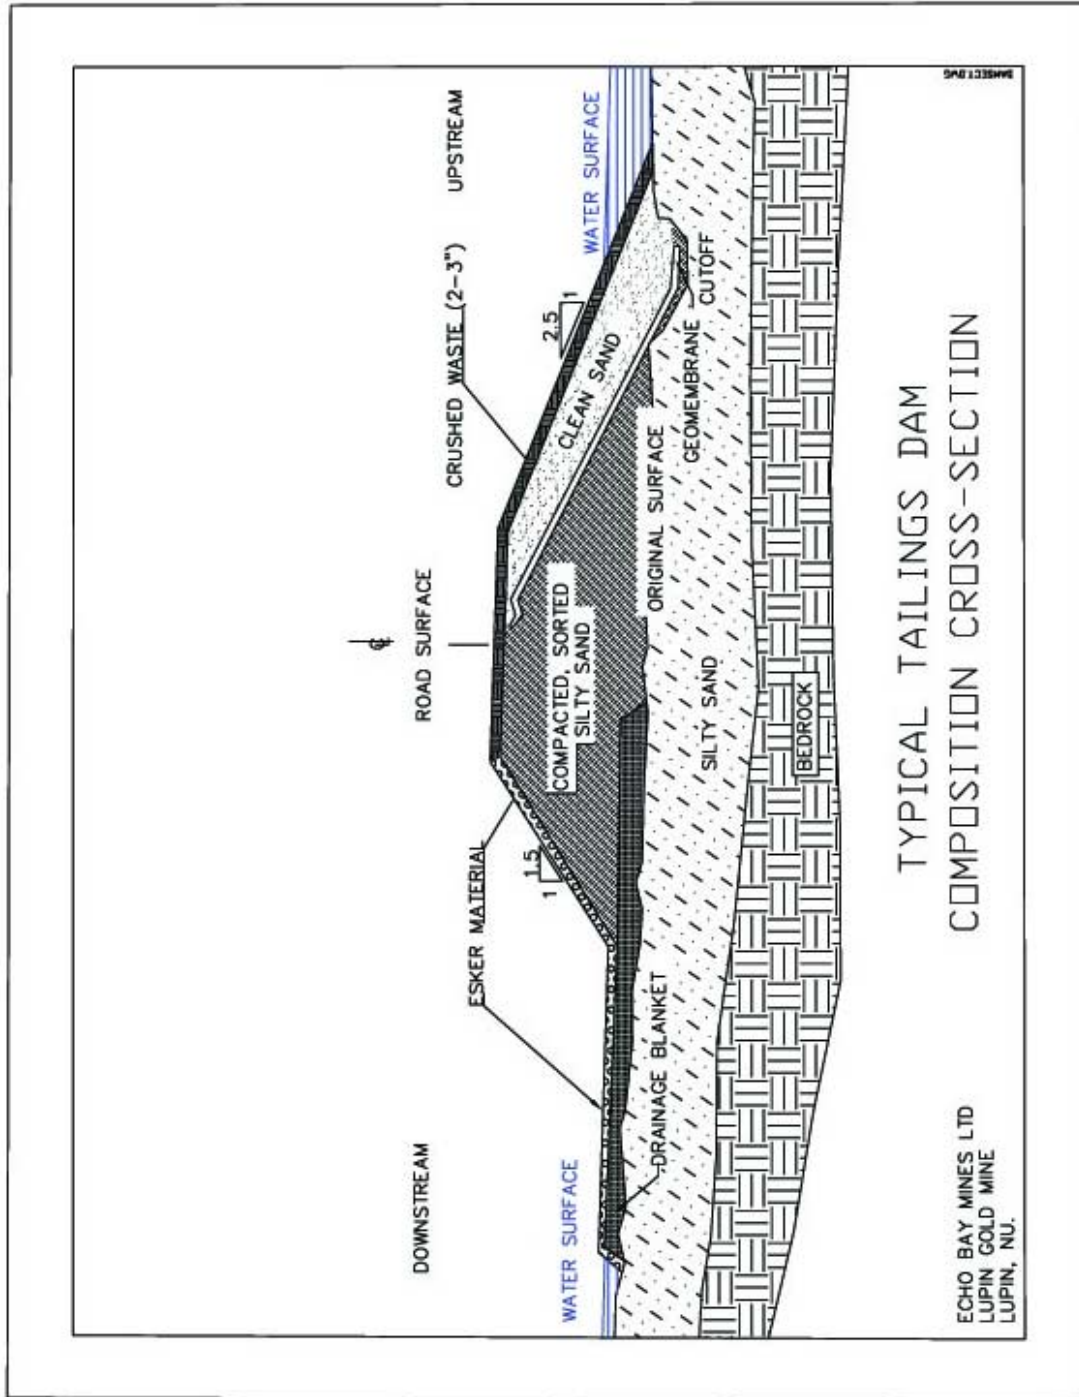 DAMSECT.DWG
℄
DOWNSTREAM
ROAD SURFACE
CRUSHED WASTE (2-3")
UPSTREAM
ESKER MATERIAL
WATER SURFACE
1
1.5
COMPACTED, SORTED
SILTY SAND
CLEAN SAND
2.5
1
WATER SURFACE
DRAINAGE BLANKET
ORIGINAL SURFACE
GEOMEMBRANE
CUTOFF
SILTY SAND
BEDROCK
TYPICAL TAILINGS DAM
COMPOSITION CROSS-SECTION
ECHO BAY MINES LTD
LUPIN GOLD MINE
LUPIN, NU.